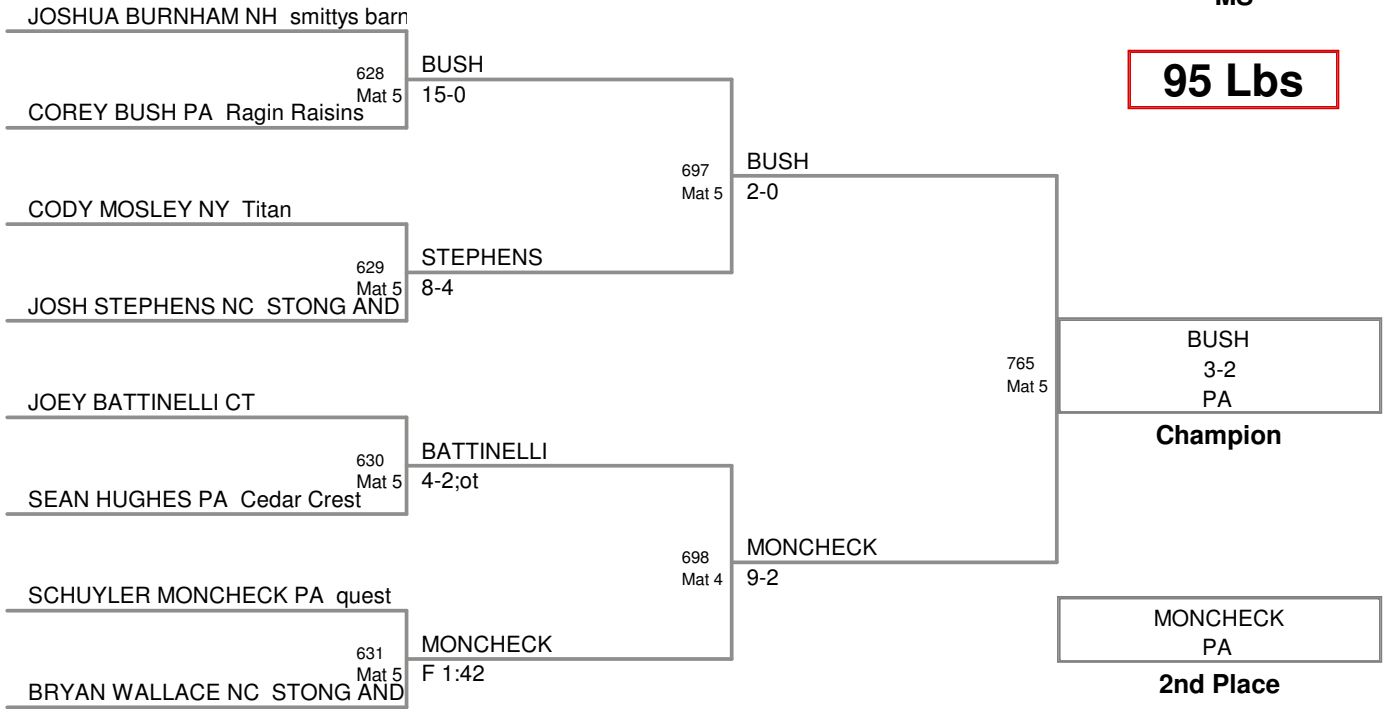 MS
95 Lbs
JOSHUA BURNHAM NH smittys barn
628
Mat 5
BUSH
15-0
COREY BUSH PA Ragin Raisins
697
Mat 5
BUSH
2-0
CODY MOSLEY NY Titan
629
Mat 5
STEPHENS
8-4
JOSH STEPHENS NC STONG AND
765
Mat 5
BUSH
3-2
PA
Champion
JOEY BATTINELLI CT
630
Mat 5
BATTINELLI
4-2;ot
SEAN HUGHES PA Cedar Crest
698
Mat 4
MONCHECK
9-2
SCHUYLER MONCHECK PA quest
631
Mat 5
MONCHECK
F 1:42
BRYAN WALLACE NC STONG AND
MONCHECK
PA
2nd Place